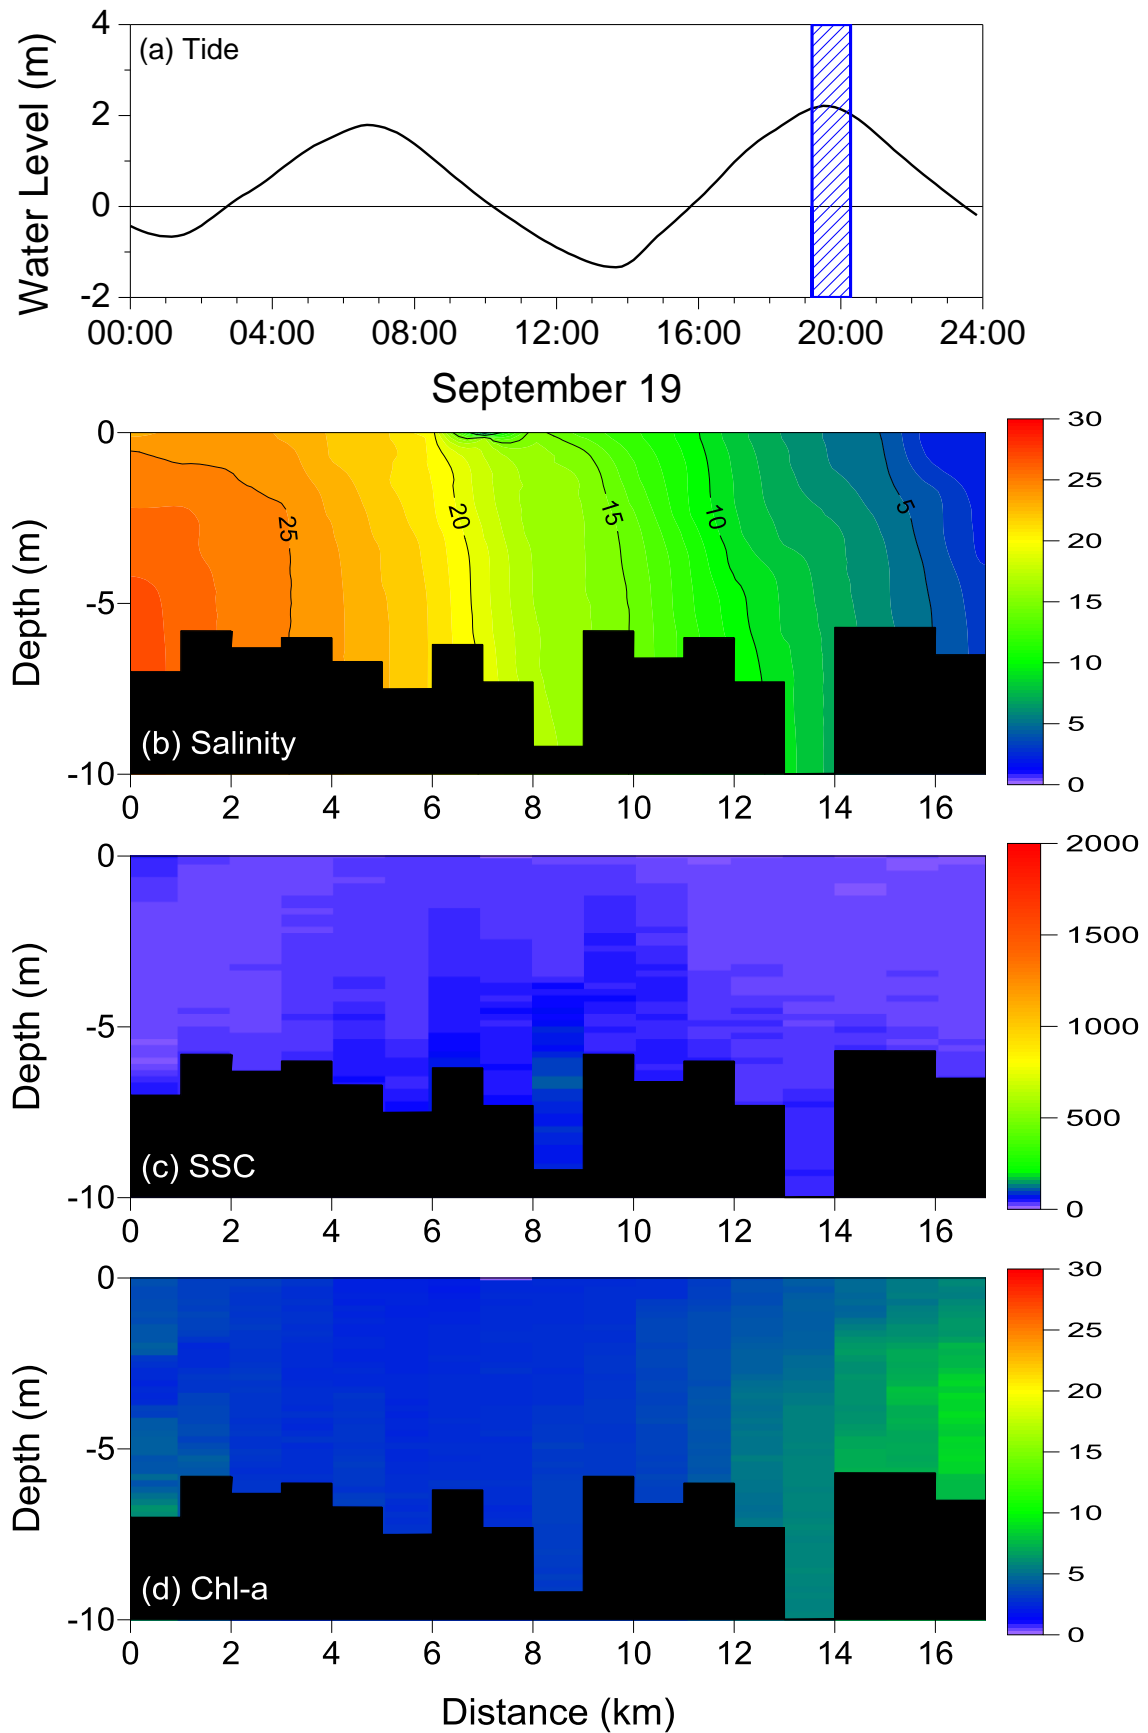 4
(a) Tide
2
0
-2
Water Level (m)
00:00 04:00 08:00 12:00 16:00 20:00 24:00
September 19
0
-5
-10
Depth (m)
25 20 15 10 5
(b) Salinity
0 2 4 6 8 10 12 14 16
30
25
20
15
10
5
0
0
-5
-10
Depth (m)
(c) SSC
0 2 4 6 8 10 12 14 16
2000
1500
1000
500
0
0
-5
-10
Depth (m)
(d) Chl-a
0 2 4 6 8 10 12 14 16
30
25
20
15
10
5
0
Distance (km)